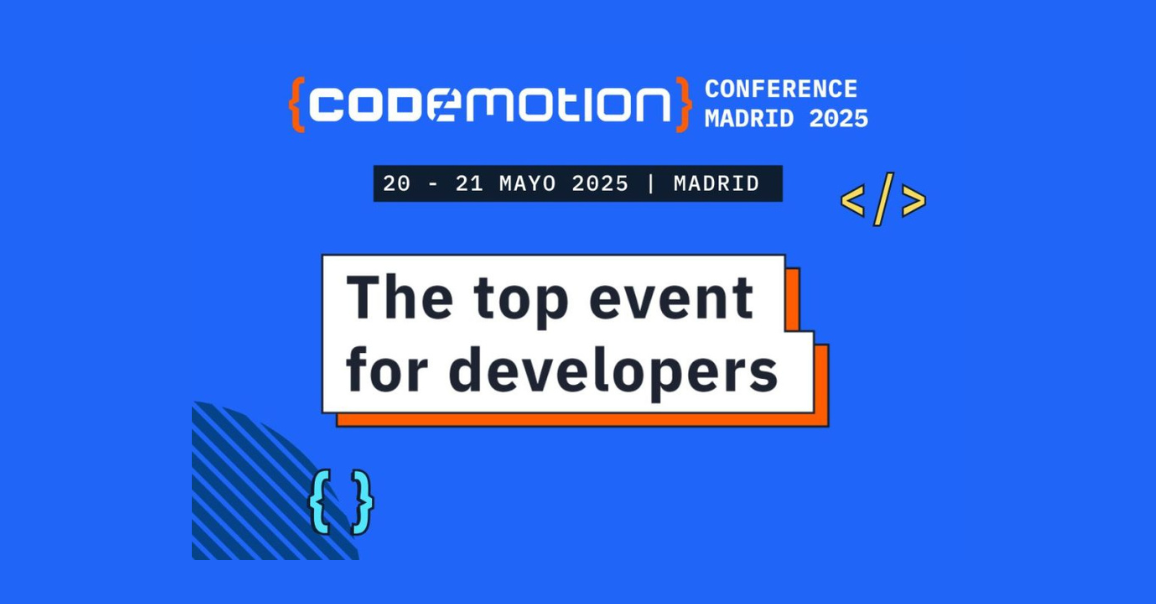 {CODEMOTION} CONFERENCE
MADRID 2025
20 - 21 MAYO 2025 | MADRID
</>
The top event
for developers
{ }